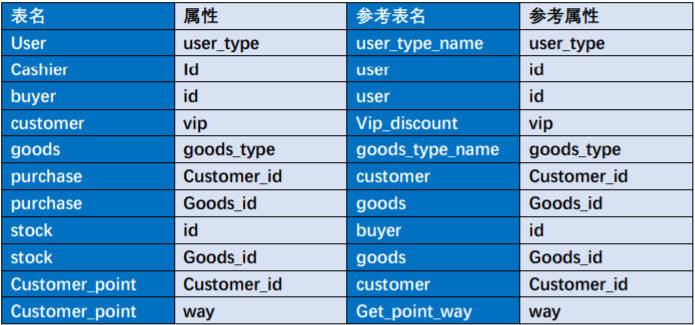 表名 属性 参考表名 参考属性
User user_type user_type_name user_type
Cashier Id user id
buyer id user id
customer vip Vip_discount vip
goods goods_type goods_type_name goods_type
purchase Customer_id customer Customer_id
purchase Goods_id goods Goods_id
stock id buyer id
stock Goods_id goods Goods_id
Customer_point Customer_id customer Customer_id
Customer_point way Get_point_way way